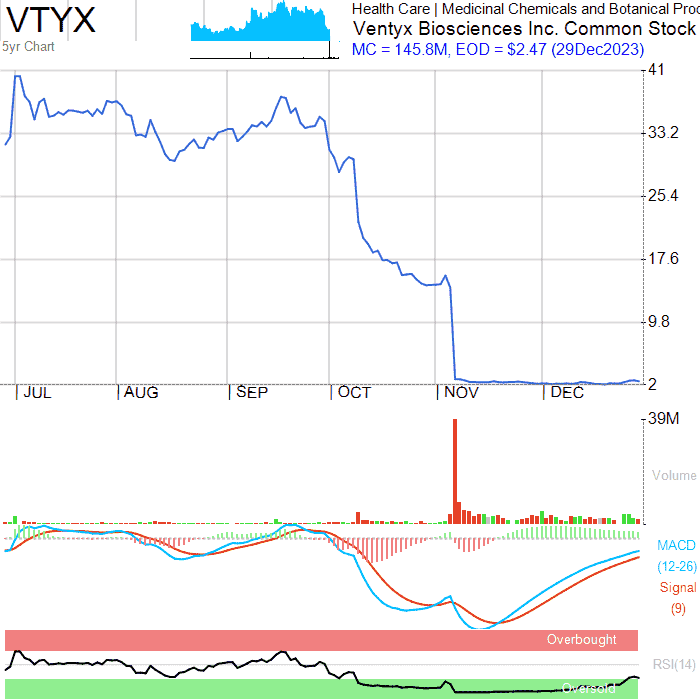 VTYX
5yr Chart
Health Care | Medicinal Chemicals and Botanical Proc
Ventyx Biosciences Inc. Common Stock
MC = 145.8M, EOD = $2.47 (29Dec2023)
41
33.2
25.4
17.6
9.8
2
JUL AUG SEP OCT NOV DEC
39M
Volume
MACD
(12-26)
Signal
(9)
Overbought
RSI(14)
Oversold